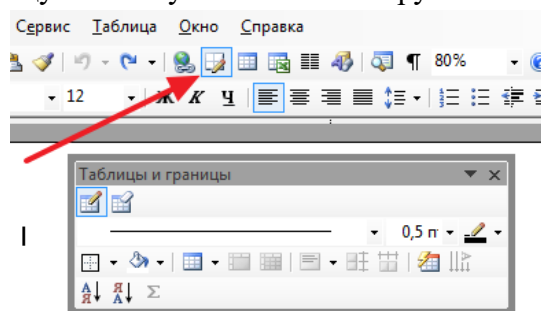 Сервис Таблица Окно Справка
¶ 80%
12 Ж К Ч
Таблицы и границы
0,5 п
А Я Я А Σ